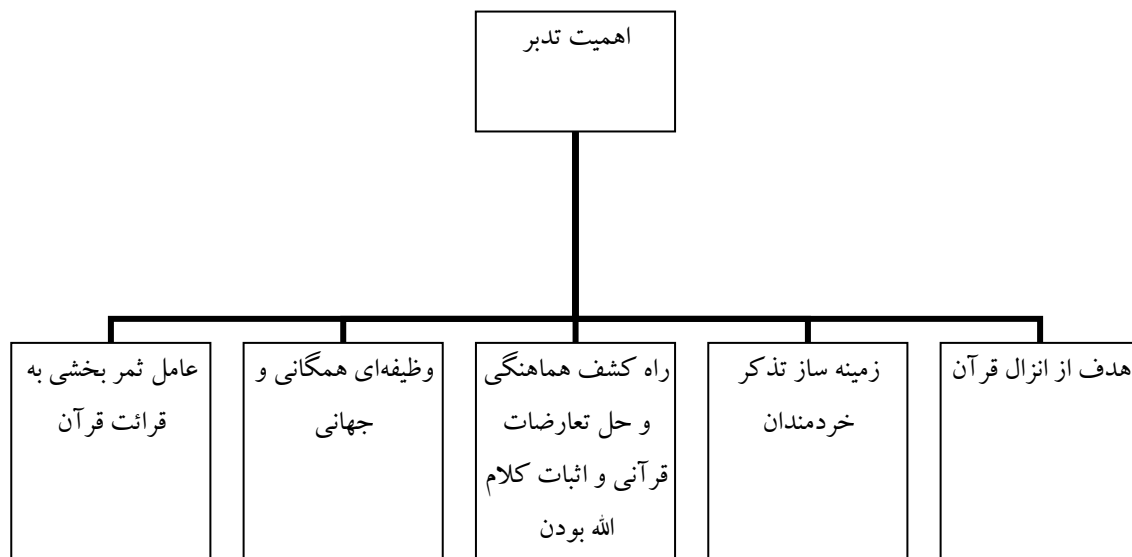 اهمیت تدبر
هدف از انزال قرآن
زمینه ساز تذکر
خردمندان
راه کشف هماهنگی
و حل تعارضات
قرآنی و اثبات کلام
الله بودن
وظیفه‌ای همگانی و
جهانی
عامل ثمر بخشی به
قرائت قرآن